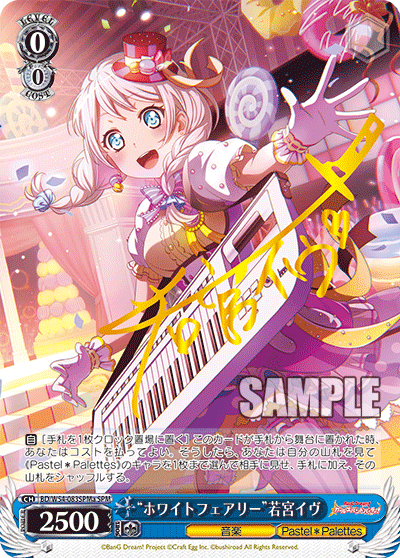 LEVEL
0
0
COST
若宮イヴ
SAMPLE
自【手札を1枚クロック置場に置く】このカードが手札から舞台に置かれた時、
あなたはコストを払ってよい。そうしたら、あなたは自分の山札を見て
《Pastel*Palettes》のキャラを1枚まで選んで相手に見せ、手札に加え、その
山札をシャッフルする。
CH BD/W54-083SPMa SPMa
2500
“ホワイトフェアリー”若宮イヴ
音楽
Pastel*Palettes
©BanG Dream! Project ©Craft Egg Inc. ©bushiroad All Rights Reserved.